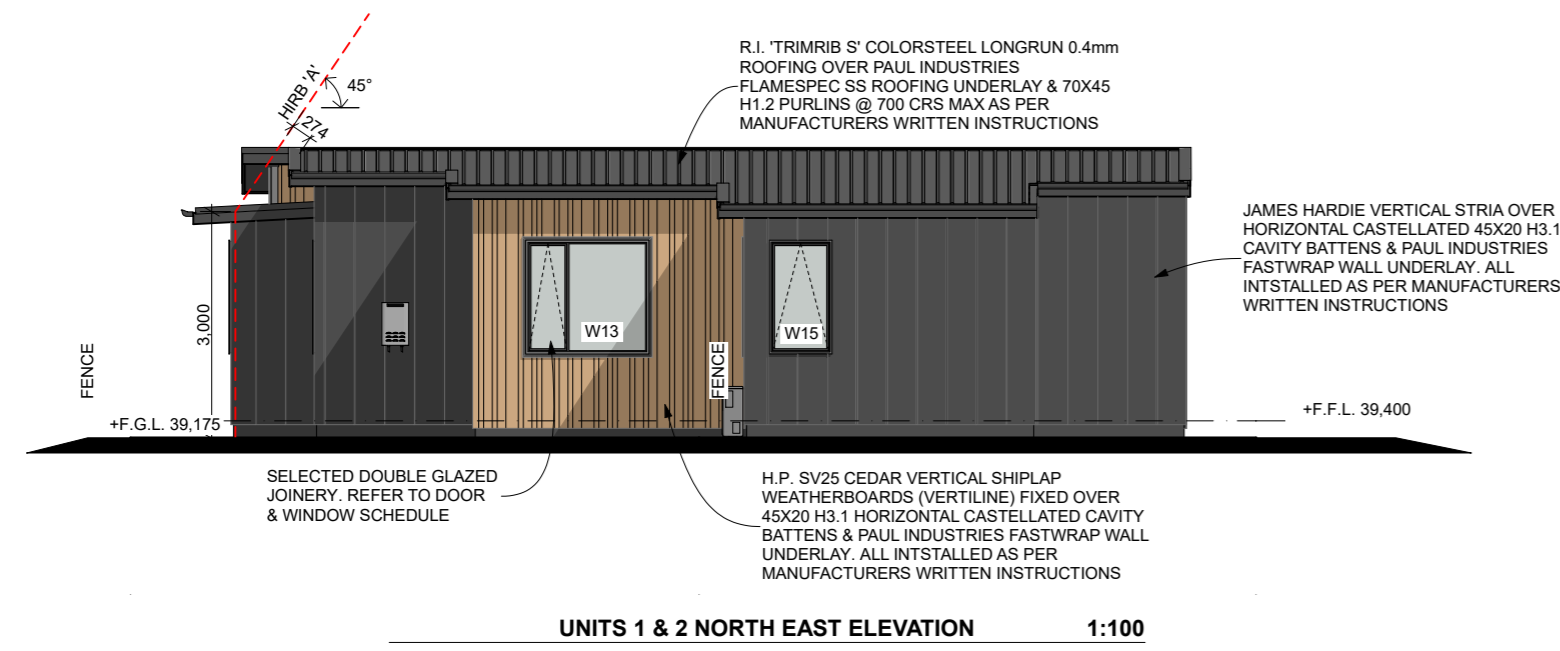 R.I. 'TRIMRIB S' COLORSTEEL LONGRUN 0.4mm
ROOFING OVER PAUL INDUSTRIES
FLAMESPEC SS ROOFING UNDERLAY & 70X45
H1.2 PURLINS @ 700 CRS MAX AS PER
MANUFACTURERS WRITTEN INSTRUCTIONS
HIRB 'A'
45°
274
JAMES HARDIE VERTICAL STRIA OVER
HORIZONTAL CASTELLATED 45X20 H3.1
CAVITY BATTENS & PAUL INDUSTRIES
FASTWRAP WALL UNDERLAY. ALL
INTSTALLED AS PER MANUFACTURERS
WRITTEN INSTRUCTIONS
3,000
W13
W15
FENCE
FENCE
+F.G.L. 39,175
+F.F.L. 39,400
SELECTED DOUBLE GLAZED
JOINERY. REFER TO DOOR
& WINDOW SCHEDULE
H.P. SV25 CEDAR VERTICAL SHIPLAP
WEATHERBOARDS (VERTILINE) FIXED OVER
45X20 H3.1 HORIZONTAL CASTELLATED CAVITY
BATTENS & PAUL INDUSTRIES FASTWRAP WALL
UNDERLAY. ALL INTSTALLED AS PER
MANUFACTURERS WRITTEN INSTRUCTIONS
UNITS 1 & 2 NORTH EAST ELEVATION 1:100